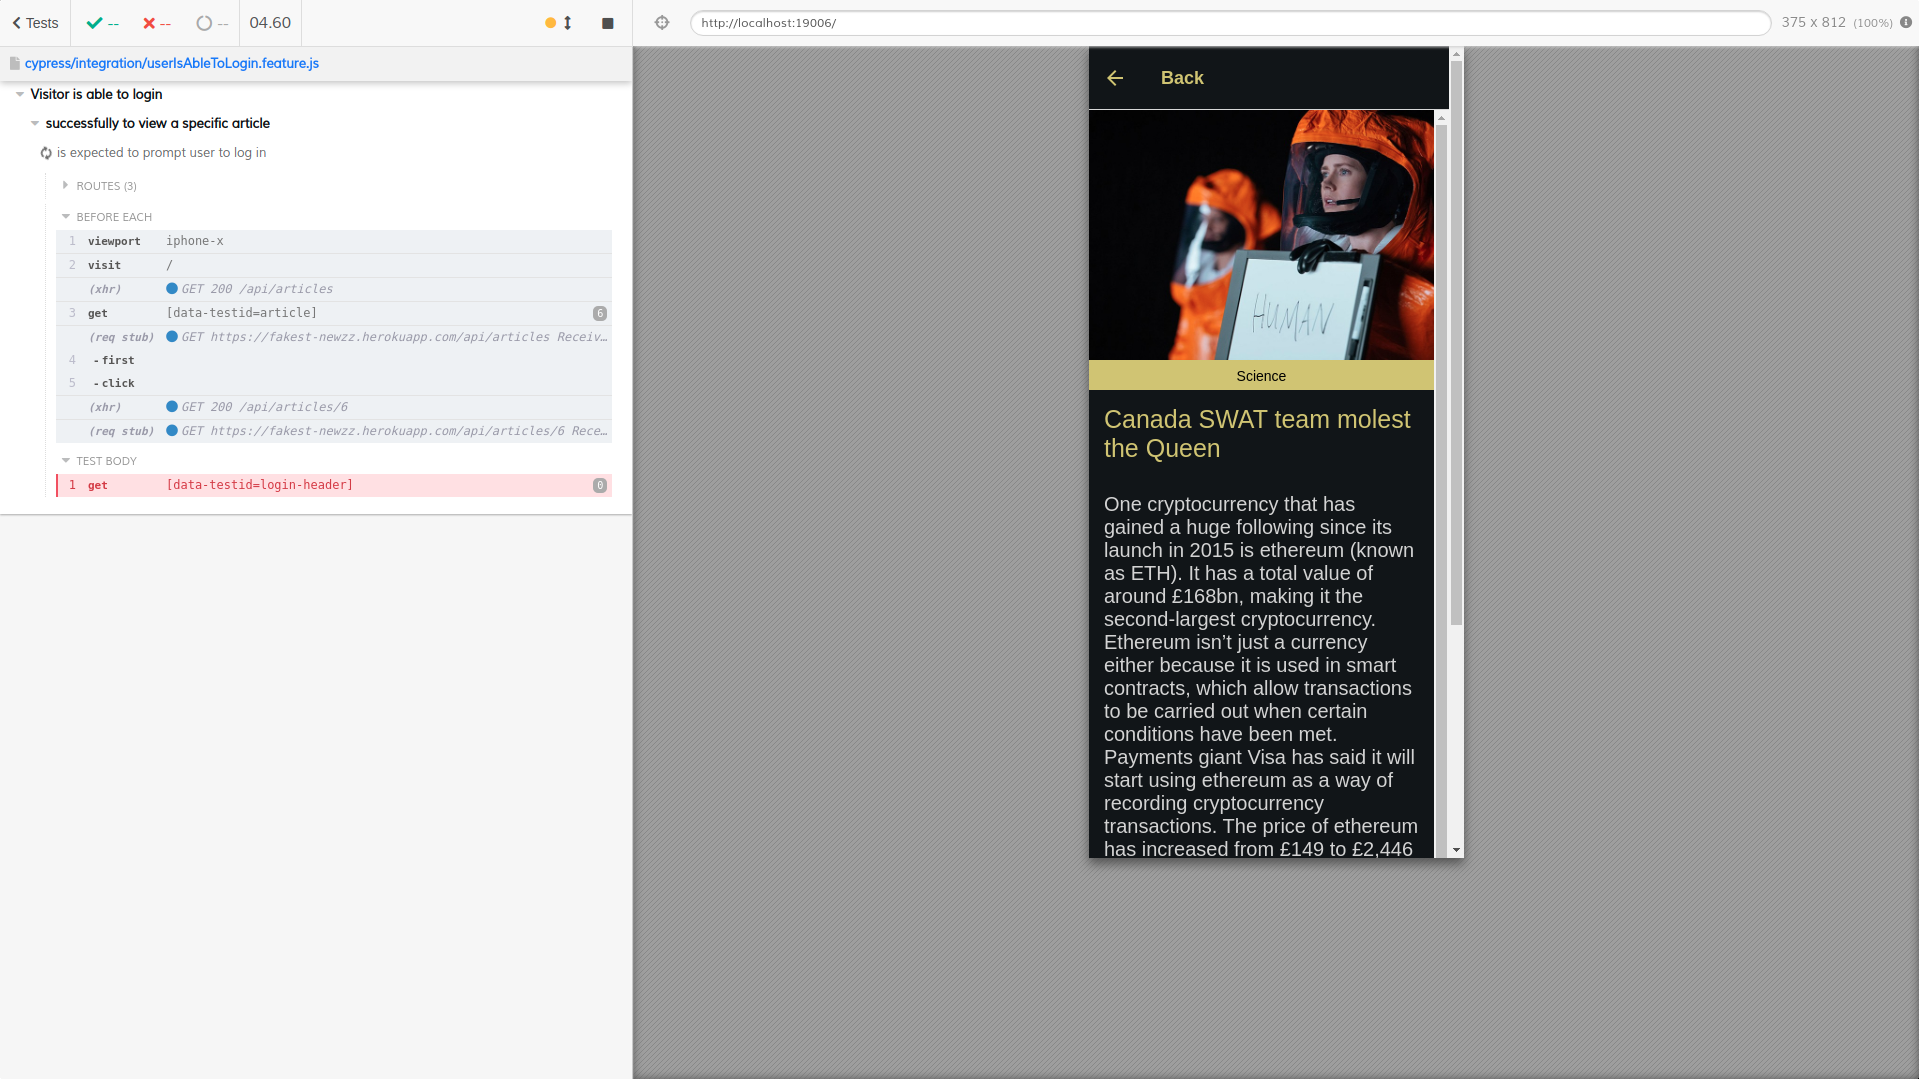 Tests
--
--
--
04.60
http://localhost:19006/
375 x 812 (100%)
cypress/integration/userIsAbleToLogin.feature.js
Visitor is able to login
successfully to view a specific article
is expected to prompt user to log in
ROUTES (3)
BEFORE EACH
1 viewport iphone-x
2 visit /
(xhr) GET 200 /api/articles
3 get [data-testid=article] 6
(req stub) GET https://fakest-newzz.herokuapp.com/api/articles Receiv…
4 -first
5 -click
(xhr) GET 200 /api/articles/6
(req stub) GET https://fakest-newzz.herokuapp.com/api/articles/6 Rece…
TEST BODY
1 get [data-testid=login-header] 0
Back
HUMAN
Science
Canada SWAT team molest
the Queen
One cryptocurrency that has
gained a huge following since its
launch in 2015 is ethereum (known
as ETH). It has a total value of
around £168bn, making it the
second-largest cryptocurrency.
Ethereum isn’t just a currency
either because it is used in smart
contracts, which allow transactions
to be carried out when certain
conditions have been met.
Payments giant Visa has said it will
start using ethereum as a way of
recording cryptocurrency
transactions. The price of ethereum
has increased from £149 to £2,446